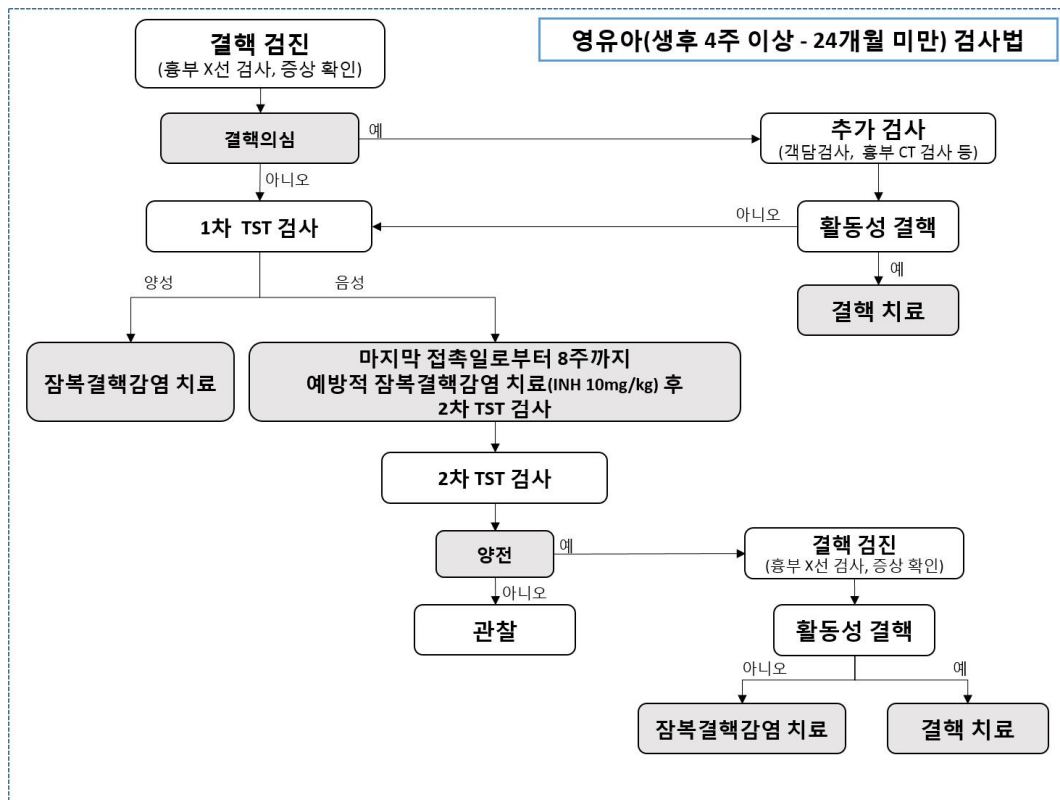 영유아(생후 4주 이상 - 24개월 미만) 검사법
결핵 검진
(흉부 X선 검사, 증상 확인)
결핵의심
예
추가 검사
(객담검사, 흉부 CT 검사 등)
아니오
1차 TST 검사
아니오
활동성 결핵
예
결핵 치료
양성
음성
잠복결핵감염 치료
마지막 접촉일로부터 8주까지
예방적 잠복결핵감염 치료(INH 10mg/kg) 후
2차 TST 검사
2차 TST 검사
양전
예
결핵 검진
(흉부 X선 검사, 증상 확인)
아니오
관찰
활동성 결핵
아니오
예
잠복결핵감염 치료
결핵 치료